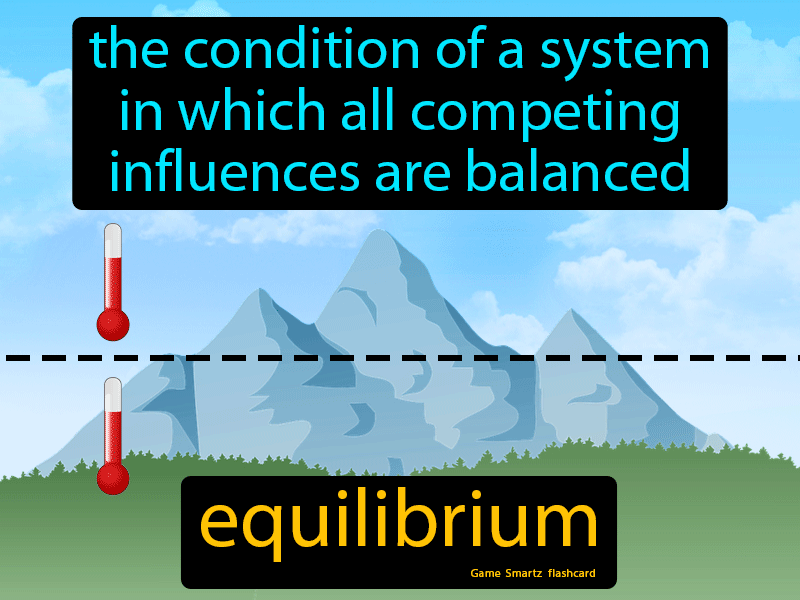 the condition of a system
in which all competing
influences are balanced
equilibrium
Game Smartz flashcard